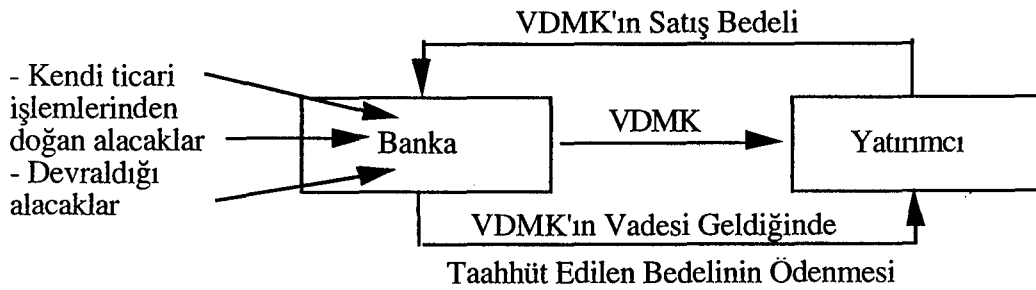 VDMK'ın Satış Bedeli
- Kendi ticari
işlemlerinden
doğan alacaklar
- Devraldığı
alacaklar
Banka
VDMK
Yatırımcı
VDMK'ın Vadesi Geldiğinde
Taahhüt Edilen Bedelinin Ödenmesi